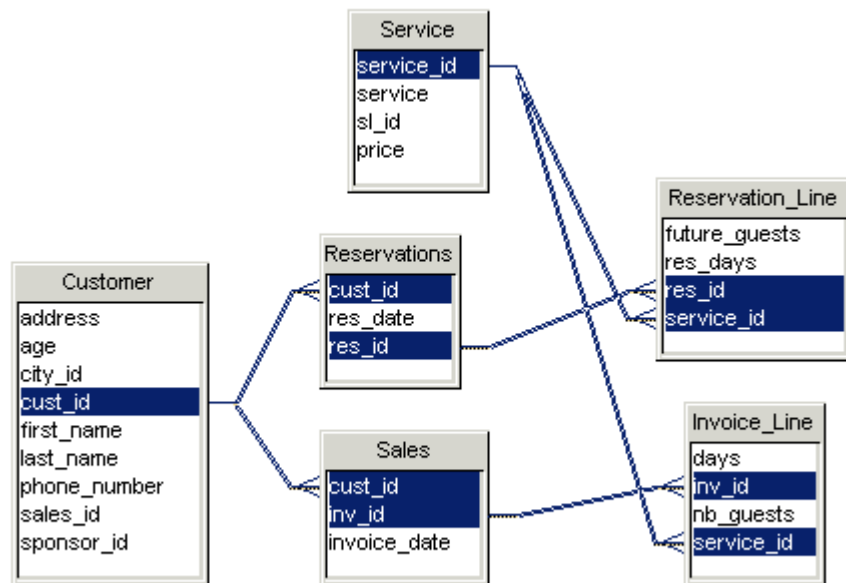 Service
service_id
service
sl_id
price
Reservation_Line
future_guests
res_days
res_id
service_id
Reservations
cust_id
res_date
res_id
Customer
address
age
city_id
cust_id
first_name
last_name
phone_number
sales_id
sponsor_id
Sales
cust_id
inv_id
invoice_date
Invoice_Line
days
inv_id
nb_guests
service_id